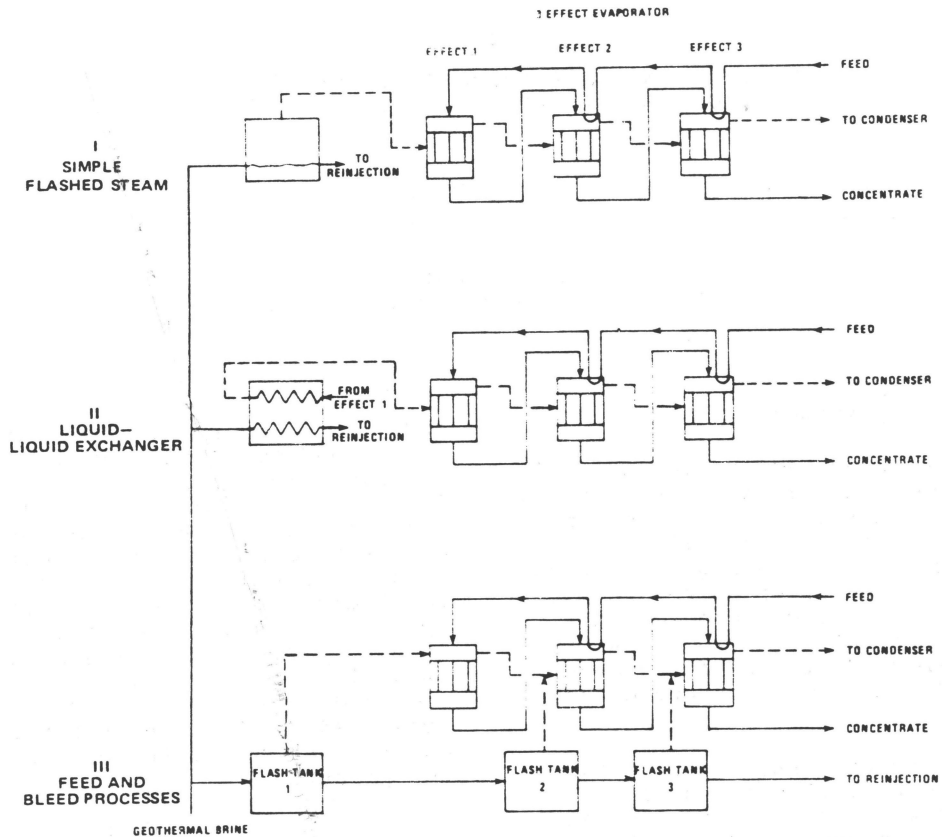 3 EFFECT EVAPORATOR
EFFECT 1
EFFECT 2
EFFECT 3
FEED
TO CONDENSER
CONCENTRATE
I
SIMPLE
FLASHED STEAM
TO
REINJECTION
FEED
TO CONDENSER
CONCENTRATE
II
LIQUID–
LIQUID EXCHANGER
FROM
EFFECT 1
TO
REINJECTION
FEED
TO CONDENSER
CONCENTRATE
III
FEED AND
BLEED PROCESSES
FLASH TANK
1
FLASH TANK
2
FLASH TANK
3
TO REINJECTION
GEOTHERMAL BRINE